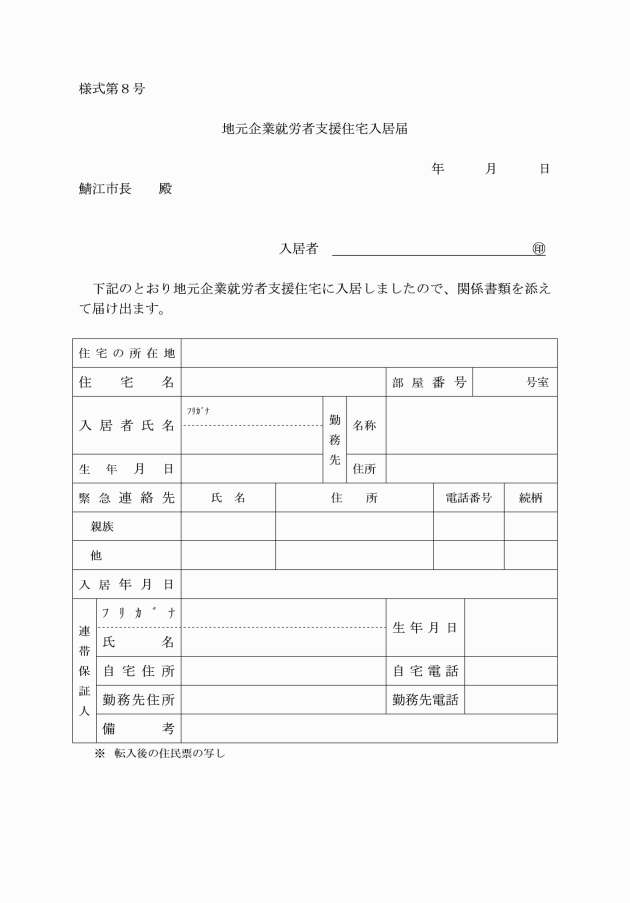 様式第８号
地元企業就労者支援住宅入居届
年　　　月　　　日
鯖江市長　　殿
入居者　㊞
下記のとおり地元企業就労者支援住宅に入居しましたので、関係書類を添え
て届け出ます。
住宅の所在地
住宅名　部屋番号　号室
入居者氏名　ﾌﾘｶﾞﾅ　勤務先　名称
生年月日　住所
緊急連絡先　氏名　住所　電話番号　続柄
親族
他
入居年月日
連帯保証人　ﾌﾘｶﾞﾅ　生年月日
氏名
自宅住所　自宅電話
勤務先住所　勤務先電話
備考
※　転入後の住民票の写し